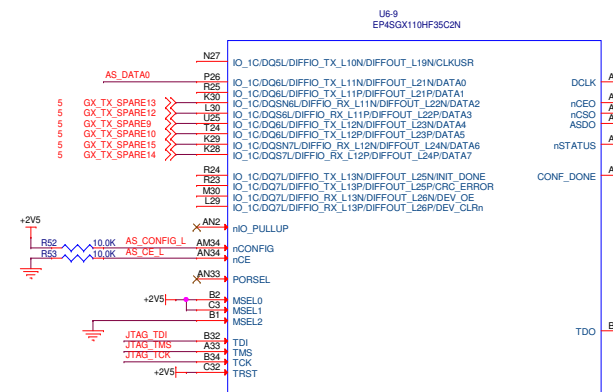 U6-9
EP4SGX110HF35C2N
N27 IO_1C/DQ5L/DIFFIO_TX_L10N/DIFFOUT_L19N/CLKUSR
AS_DATA0 P26 IO_1C/DQ6L/DIFFIO_TX_L11N/DIFFOUT_L21N/DATA0 DCLK
R25 IO_1C/DQ6L/DIFFIO_TX_L11P/DIFFOUT_L21P/DATA1
5 GX_TX_SPARE13 K30 IO_1C/DQSN6L/DIFFIO_RX_L11N/DIFFOUT_L22N/DATA2 nCEO
5 GX_TX_SPARE12 L30 IO_1C/DQS6L/DIFFIO_RX_L11P/DIFFOUT_L22P/DATA3 nCSO
5 GX_TX_SPARE9 U25 IO_1C/DQ6L/DIFFIO_TX_L12N/DIFFOUT_L23N/DATA4 ASDO
5 GX_TX_SPARE10 T24 IO_1C/DQ6L/DIFFIO_TX_L12P/DIFFOUT_L23P/DATA5
5 GX_TX_SPARE15 K29 IO_1C/DQSN7L/DIFFIO_RX_L12N/DIFFOUT_L24N/DATA6 nSTATUS
5 GX_TX_SPARE14 K28 IO_1C/DQS7L/DIFFIO_RX_L12P/DIFFOUT_L24P/DATA7
R24 IO_1C/DQ7L/DIFFIO_TX_L13N/DIFFOUT_L25N/INIT_DONE CONF_DONE
R23 IO_1C/DQ7L/DIFFIO_TX_L13P/DIFFOUT_L25P/CRC_ERROR
M30 IO_1C/DQ7L/DIFFIO_RX_L13N/DIFFOUT_L26N/DEV_OE
L29 IO_1C/DQ7L/DIFFIO_RX_L13P/DIFFOUT_L26P/DEV_CLRn
+2V5 AN2 nIO_PULLUP
R52 10.0K AS_CONFIG_L AM34 nCONFIG
R53 10.0K AS_CE_L AN34 nCE
AN33 PORSEL
+2V5 B2 MSEL0
C3 MSEL1
B1 MSEL2
JTAG_TDI B32 TDI TDO
JTAG_TMS A33 TMS
JTAG_TCK B34 TCK
+2V5 C32 TRST